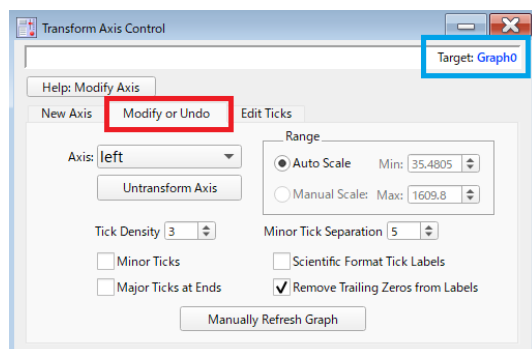 Transform Axis Control
Target: Graph0
Help: Modify Axis
New Axis Modify or Undo Edit Ticks
Range
Axis: left
Auto Scale Min: 35.4805
Untransform Axis
Manual Scale: Max: 1609.8
Tick Density 3 Minor Tick Separation 5
Minor Ticks Scientific Format Tick Labels
Major Ticks at Ends Remove Trailing Zeros from Labels
Manually Refresh Graph